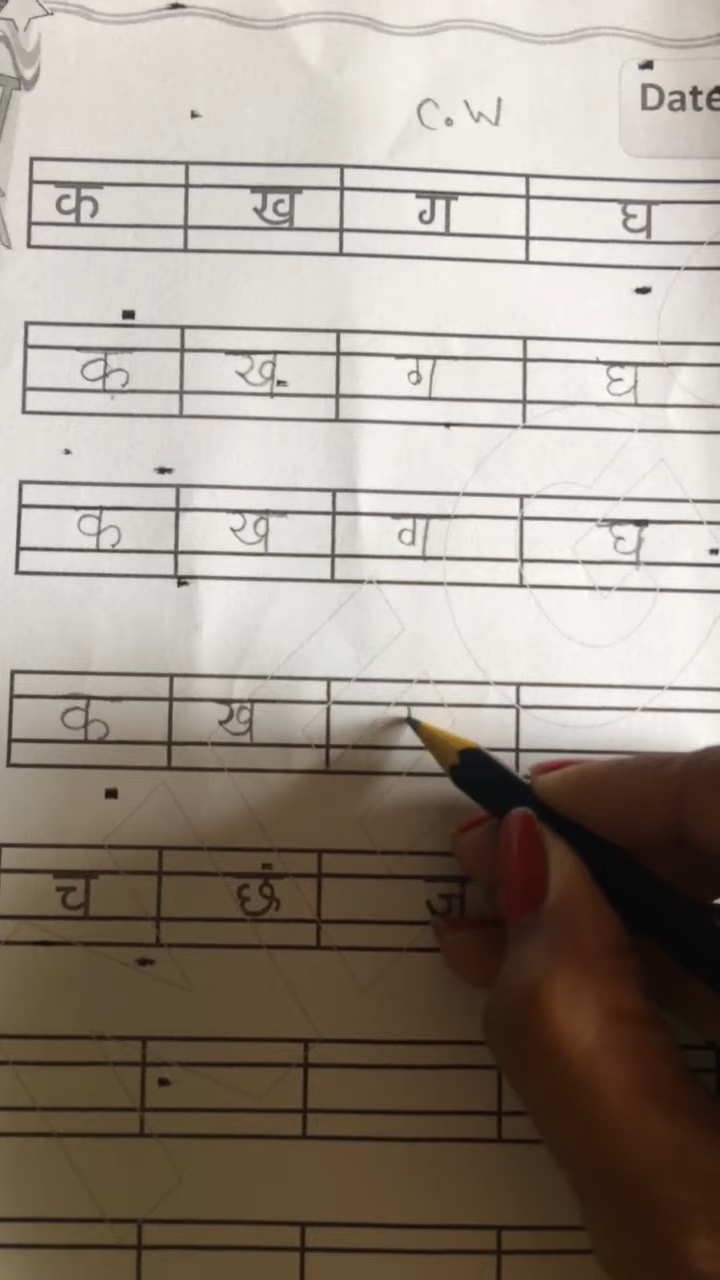 C.W
Date
क ख ग घ
क ख ग घ
क ख ग घ
क ख
च छ ज